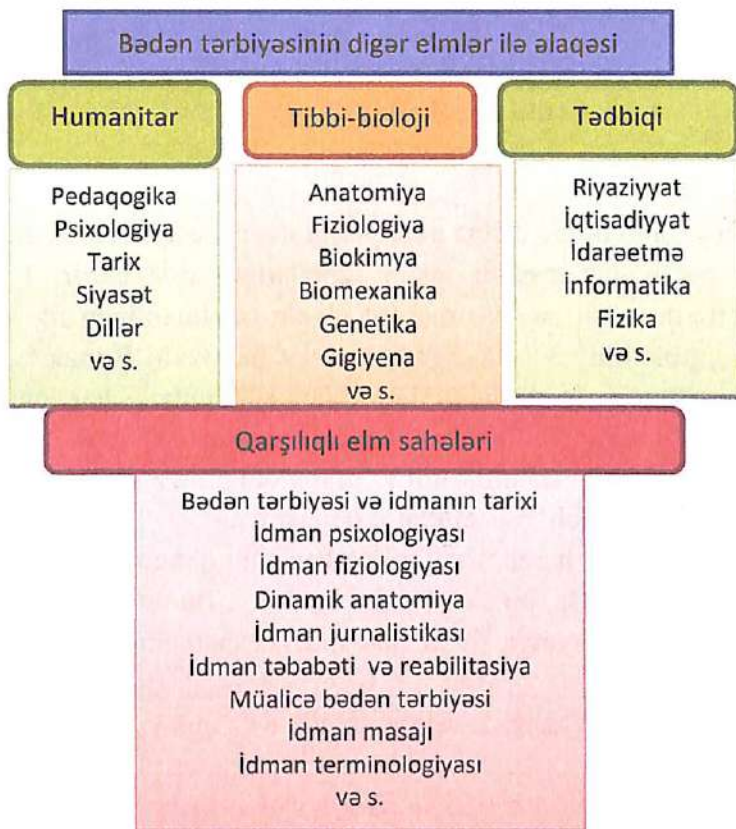 Bədən tərbiyəsinin digər elmlər ilə əlaqəsi
Humanitar
Pedaqogika
Psixologiya
Tarix
Siyasət
Dillər
və s.
Tibbi-bioloji
Anatomiya
Fiziologiya
Biokimya
Biomexanika
Genetika
Gigiyena
və s.
Tədbiqi
Riyaziyyat
İqtisadiyyat
İdarəetmə
İnformatika
Fizika
və s.
Qarşılıqlı elm sahələri
Bədən tərbiyəsi və idmanın tarixi
İdman psixologiyası
İdman fiziologiyası
Dinamik anatomiya
İdman jurnalistikası
İdman təbabəti və reabilitasiya
Müalicə bədən tərbiyəsi
İdman masajı
İdman terminologiyası
və s.